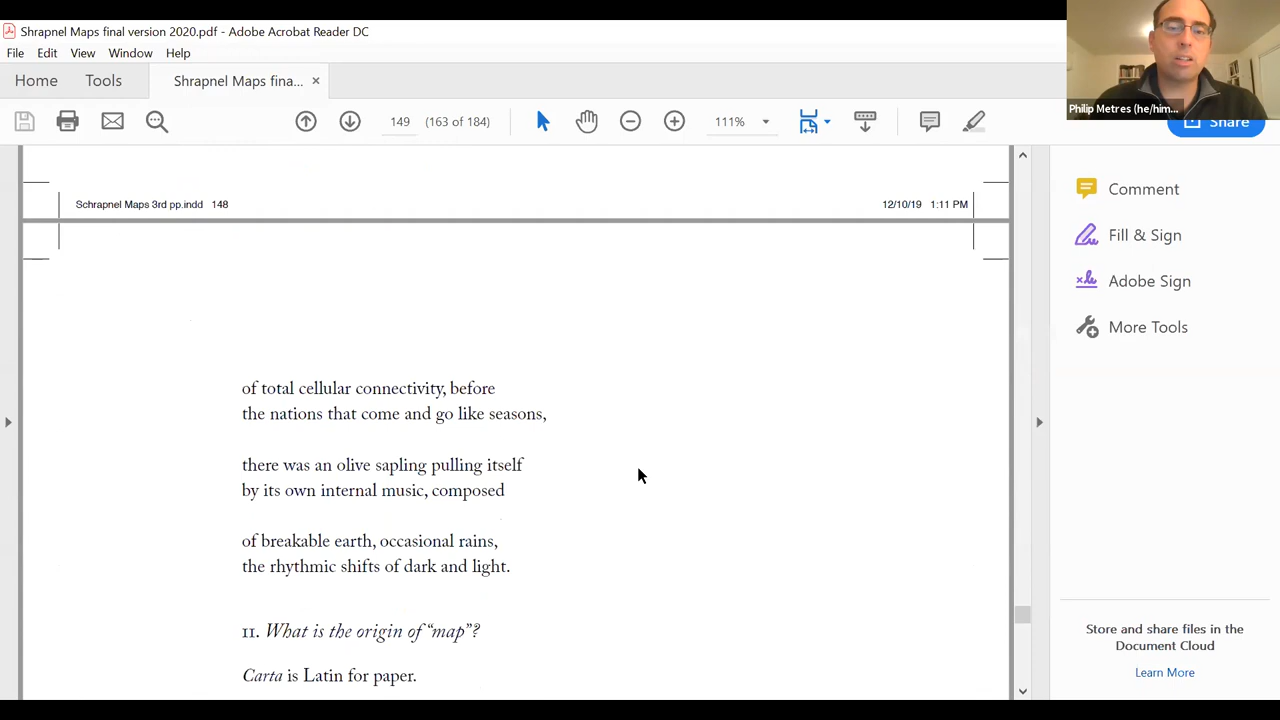 Shrapnel Maps final version 2020.pdf - Adobe Acrobat Reader DC
File Edit View Window Help
Home Tools Shrapnel Maps fina... ×
149 (163 of 184) 111%
Philip Metres (he/him...
Share
Schrapnel Maps 3rd pp.indd 148 12/10/19 1:11 PM
of total cellular connectivity, before
the nations that come and go like seasons,
there was an olive sapling pulling itself
by its own internal music, composed
of breakable earth, occasional rains,
the rhythmic shifts of dark and light.
11. What is the origin of “map”?
Carta is Latin for paper.
Comment
Fill & Sign
Adobe Sign
More Tools
Store and share files in the
Document Cloud
Learn More